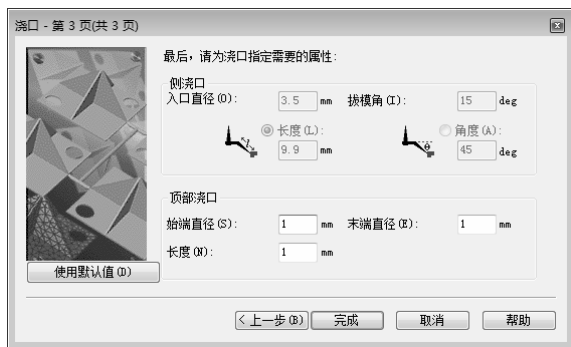 浇口 - 第 3 页(共 3 页)
最后，请为浇口指定需要的属性:
侧浇口
入口直径(O): 3.5 mm 拔模角(I): 15 deg
长度(L): 角度(A):
9.9 mm 45 deg
顶部浇口
始端直径(S): 1 mm 末端直径(E): 1 mm
长度(N): 1 mm
使用默认值(D)
<上一步(B) 完成 取消 帮助